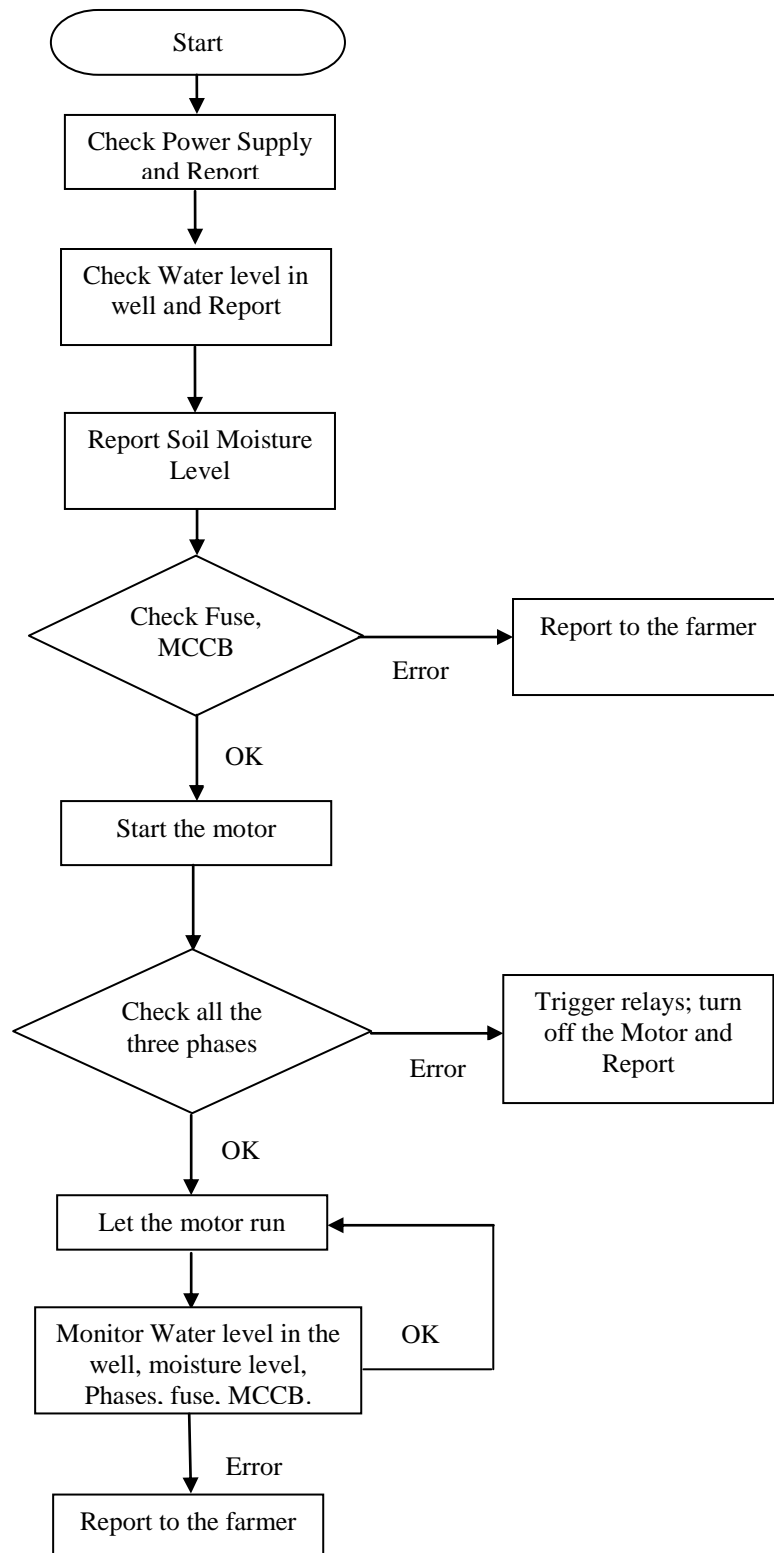 Start
Check Power Supply
and Report
Check Water level in
well and Report
Report Soil Moisture
Level
Check Fuse,
MCCB
Error
Report to the farmer
OK
Start the motor
Check all the
three phases
Error
Trigger relays; turn
off the Motor and
Report
OK
Let the motor run
Monitor Water level in the
well, moisture level,
Phases, fuse, MCCB.
OK
Error
Report to the farmer